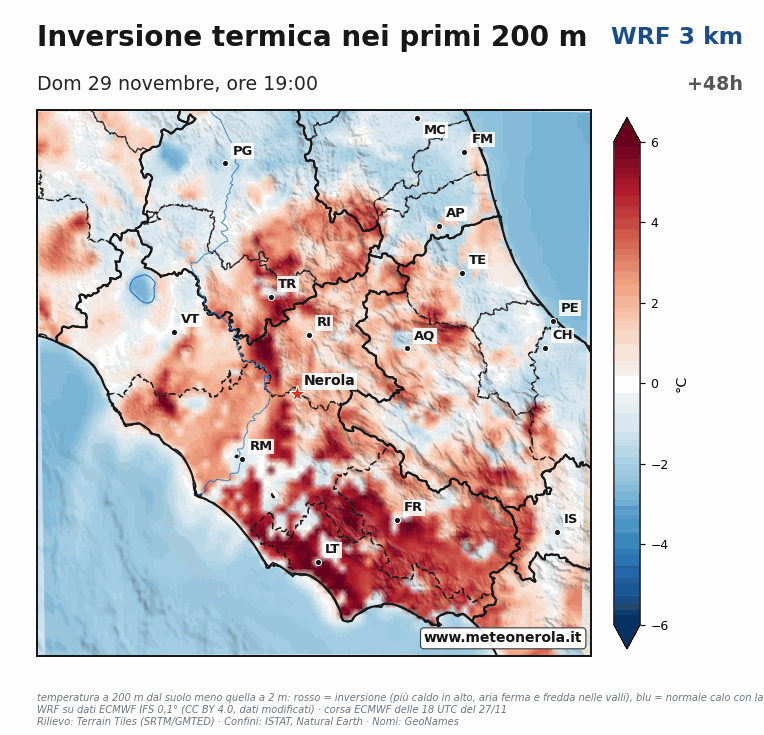 Inversione termica nei primi 200 m WRF 3 km
Dom 29 novembre, ore 19:00 +48h
MC
FM
PG
AP
TE
TR
PE
VT
RI
AQ
CH
Nerola
RM
FR
IS
LT
www.meteonerola.it
6
4
2
0
−2
−4
−6
°C
temperatura a 200 m dal suolo meno quella a 2 m: rosso = inversione (più caldo in alto, aria ferma e fredda nelle valli), blu = normale calo con la
WRF su dati ECMWF IFS 0,1° (CC BY 4.0, dati modificati) · corsa ECMWF delle 18 UTC del 27/11
Rilievo: Terrain Tiles (SRTM/GMTED) · Confini: ISTAT, Natural Earth · Nomi: GeoNames